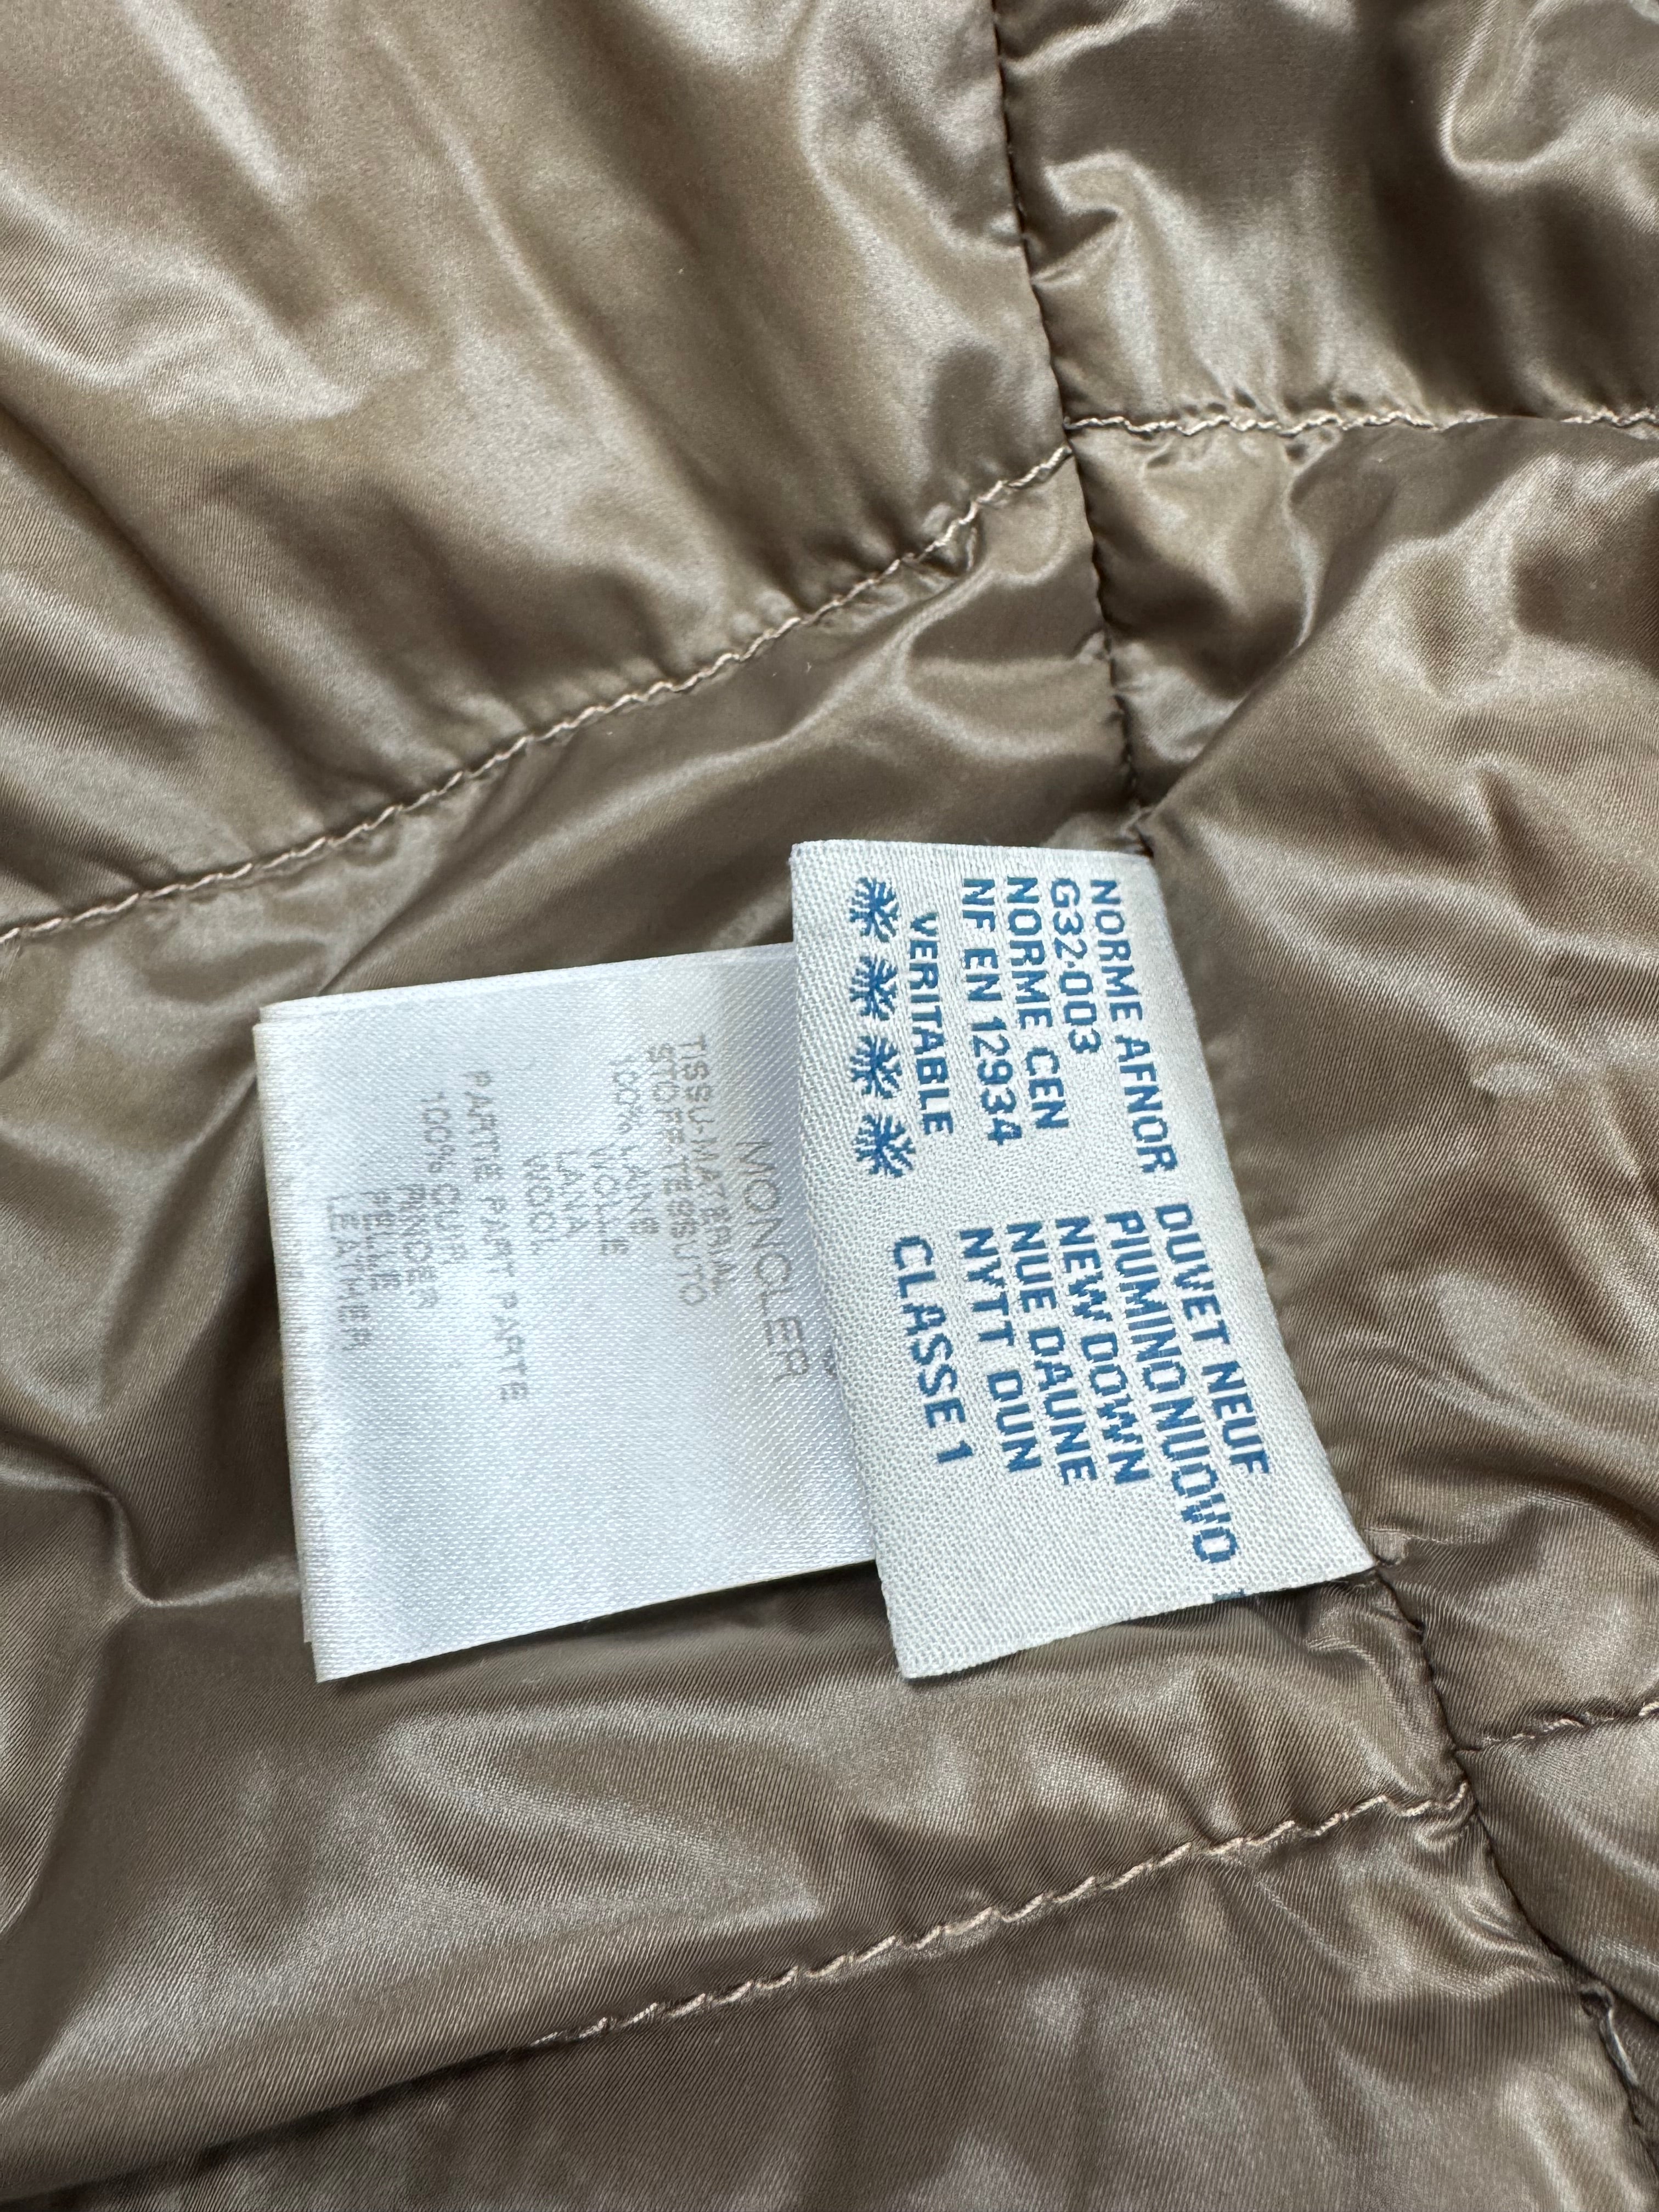 NORME AFNOR
G32-003
NORME CEN
NF EN 12934
VERITABLE
DUVET NEUF
PIUMINO NUOVO
NEW DOWN
NUE DAUNE
NYTT DUN
CLASSE 1
MONCLER
TISSU-MATERIAL
STOFF-TESSUTO
100% LANE
WOLLE
LANA
WOOL
PARTIE PART PARTE
100% CUIR
RINDER
PELLE
LEATHER